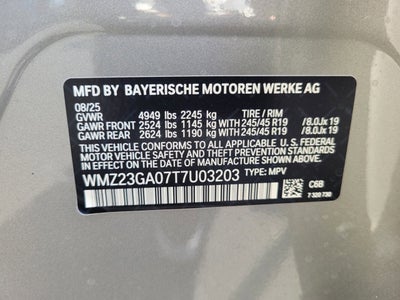 MFD BY BAYERISCHE MOTOREN WERKE AG
08/25
GVWR 4949 lbs 2245 kg TIRE / RIM
GAWR FRONT 2524 lbs 1145 kg 245/45 R19 /8.0Jx 19
GAWR REAR 2624 lbs 1190 kg 245/45 R19 /8.0Jx 19
THIS VEHICLE CONFORMS TO ALL APPLICABLE U.S. FEDERAL
MOTOR VEHICLE SAFETY, BUMPER AND THEFT PREVENTION STANDARDS
IN EFFECT ON THE DATE OF MANUFACTURE SHOWN ABOVE.
WMZ23GA07T7U03203 TYPE: MPV C6B
7 320 730